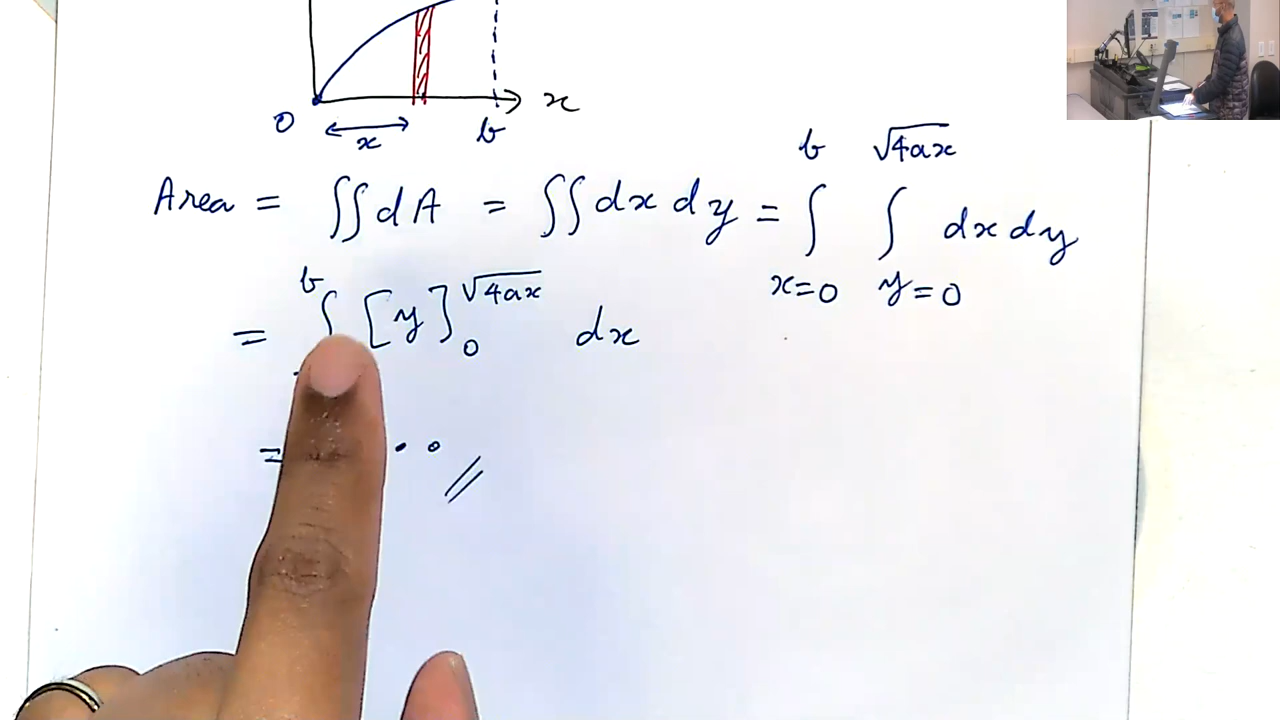 x
0 x b
Area = ∫∫ dA = ∫∫ dx dy = ∫_{x=0}^{b} ∫_{y=0}^{√4ax} dx dy
= ∫^{b} [y]_{0}^{√4ax} dx
=